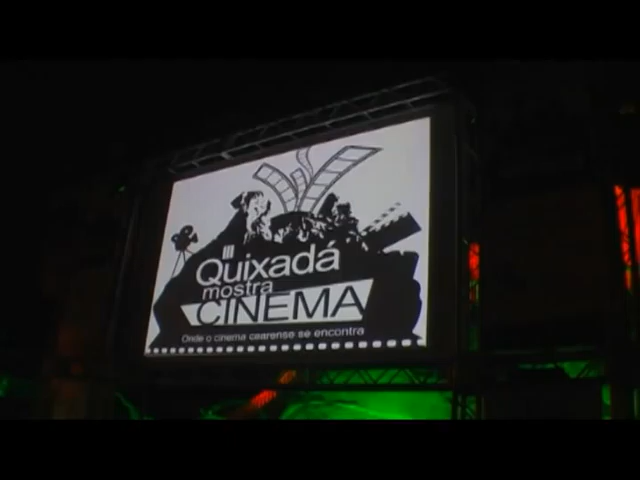 III
Quixadá
mostra
CINEMA
Onde o cinema cearense se encontra